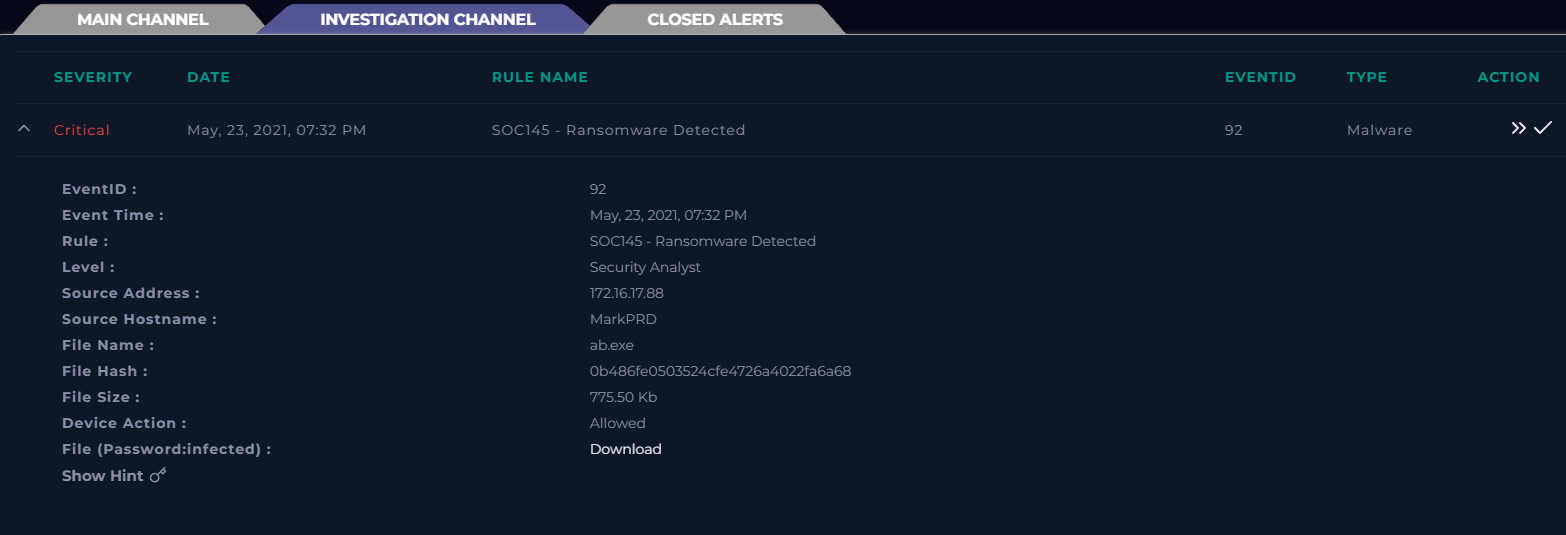 MAIN CHANNEL INVESTIGATION CHANNEL CLOSED ALERTS
SEVERITY DATE RULE NAME EVENTID TYPE ACTION
Critical May, 23, 2021, 07:32 PM SOC145 - Ransomware Detected 92 Malware
EventID : 92
Event Time : May, 23, 2021, 07:32 PM
Rule : SOC145 - Ransomware Detected
Level : Security Analyst
Source Address : 172.16.17.88
Source Hostname : MarkPRD
File Name : ab.exe
File Hash : 0b486fe0503524cfe4726a4022fa6a68
File Size : 775.50 Kb
Device Action : Allowed
File (Password:infected) : Download
Show Hint